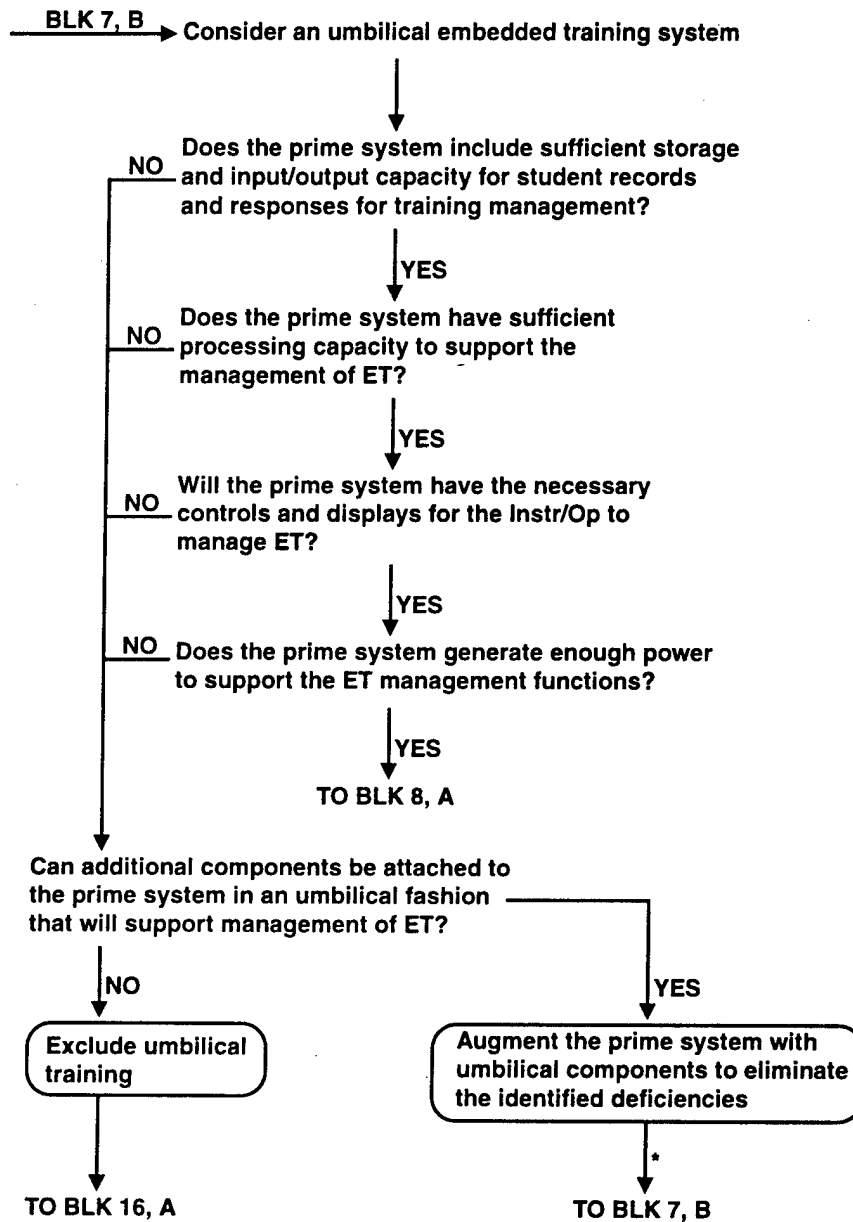 BLK 7, B
Consider an umbilical embedded training system
Does the prime system include sufficient storage
NO
and input/output capacity for student records
and responses for training management?
YES
Does the prime system have sufficient
NO
processing capacity to support the
management of ET?
YES
Will the prime system have the necessary
NO
controls and displays for the Instr/Op to
manage ET?
YES
NO
Does the prime system generate enough power
to support the ET management functions?
YES
TO BLK 8, A
Can additional components be attached to
the prime system in an umbilical fashion
that will support management of ET?
NO
YES
Exclude umbilical
training
Augment the prime system with
umbilical components to eliminate
the identified deficiencies
*
TO BLK 16, A
TO BLK 7, B